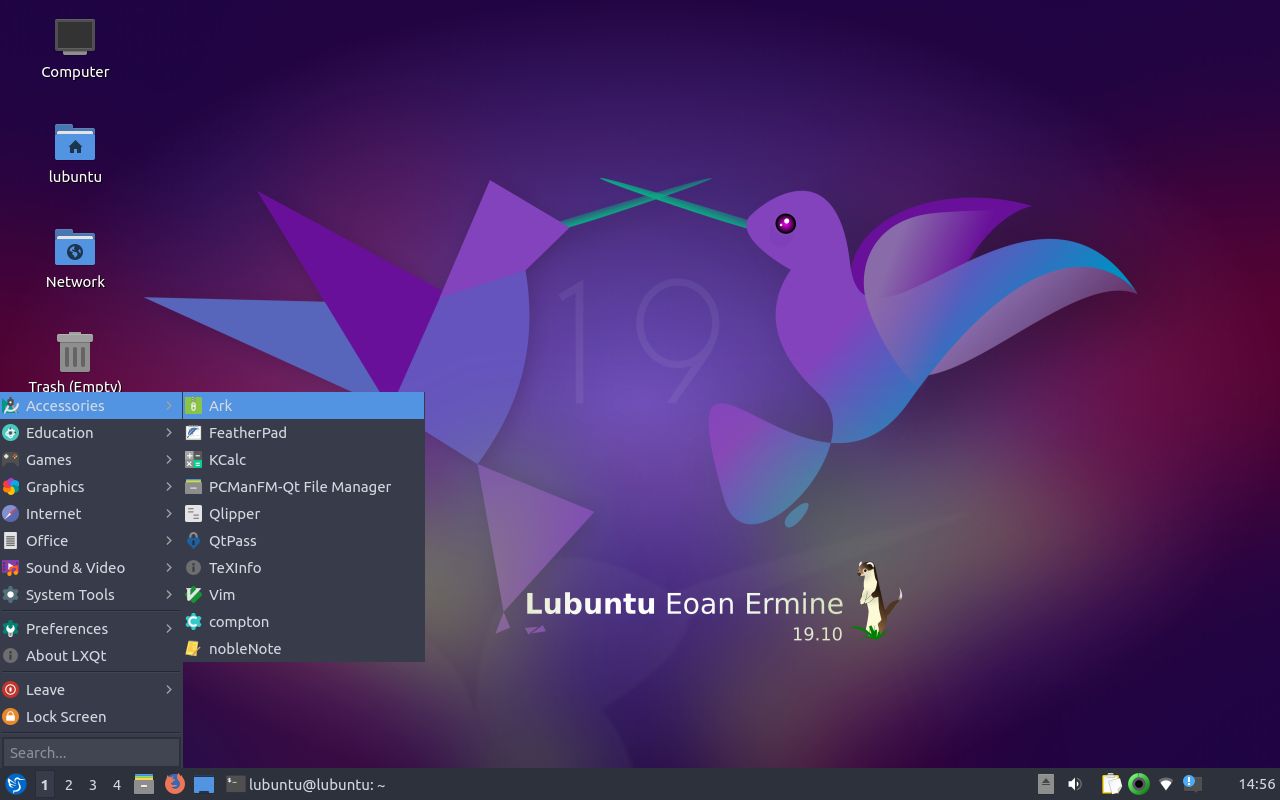 Computer
lubuntu
Network
Trash (Empty)
19
Lubuntu Eoan Ermine
19.10
Accessories
Education
Games
Graphics
Internet
Office
Sound & Video
System Tools
Preferences
About LXQt
Leave
Lock Screen
Search...
Ark
FeatherPad
KCalc
PCManFM-Qt File Manager
Qlipper
QtPass
TeXInfo
Vim
compton
nobleNote
1 2 3 4 lubuntu@lubuntu: ~ 14:56